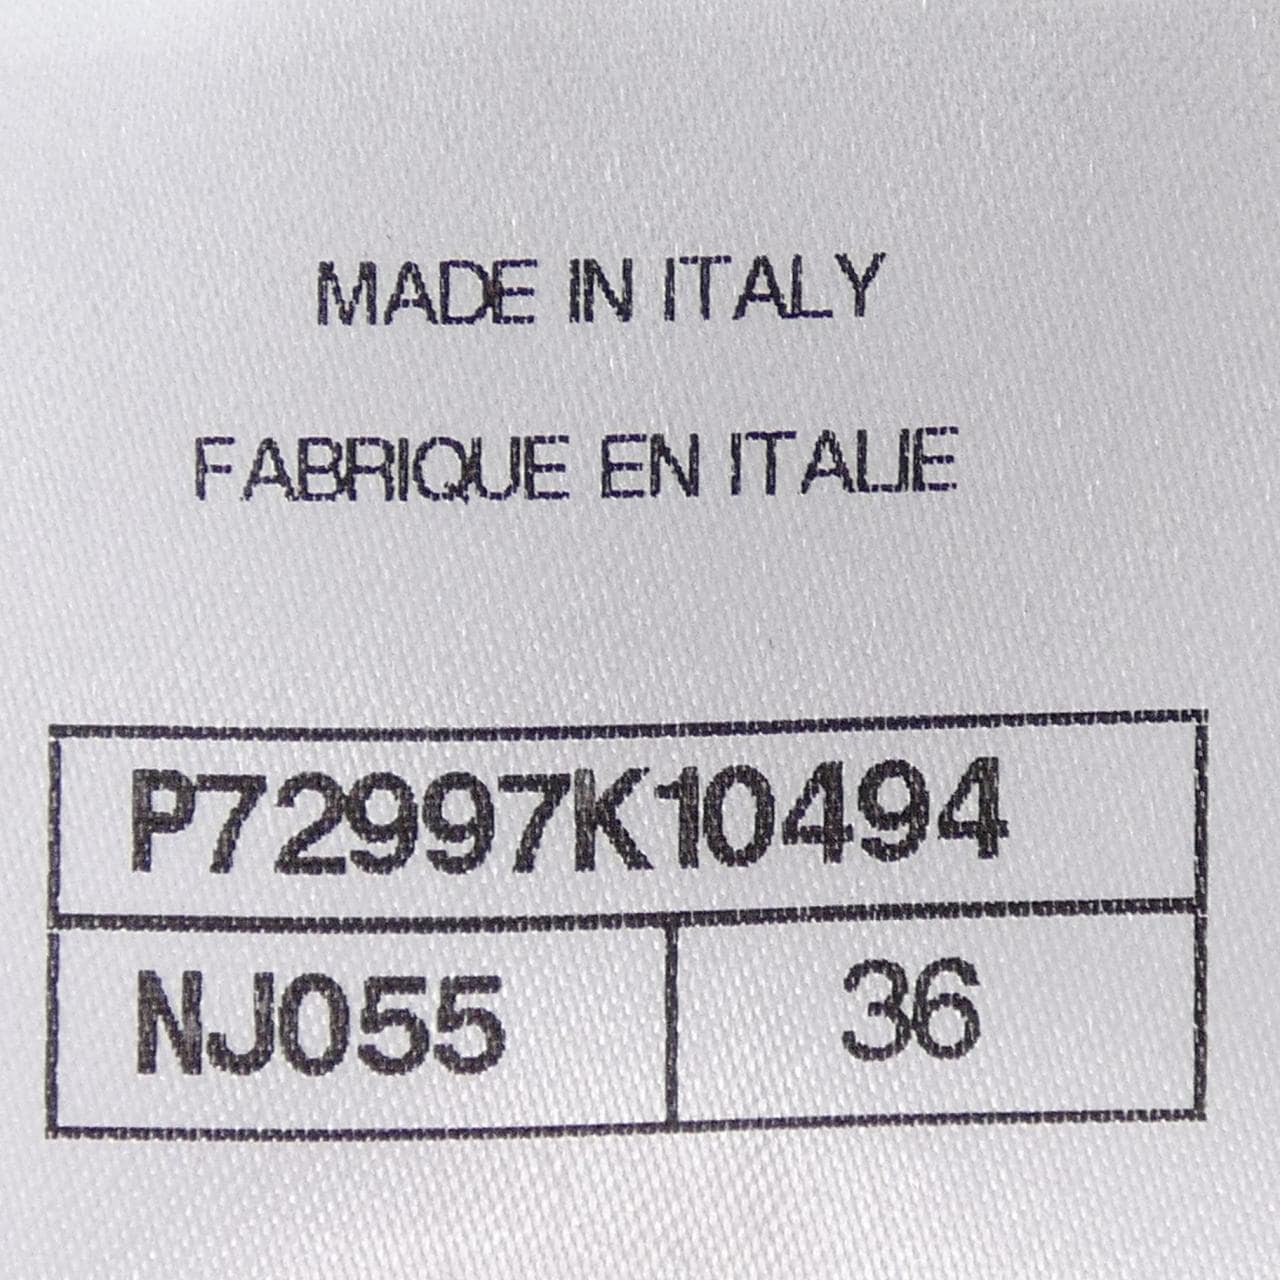 MADE IN ITALY
FABRIQUE EN ITALIE
P72997K10494
NJ055 36